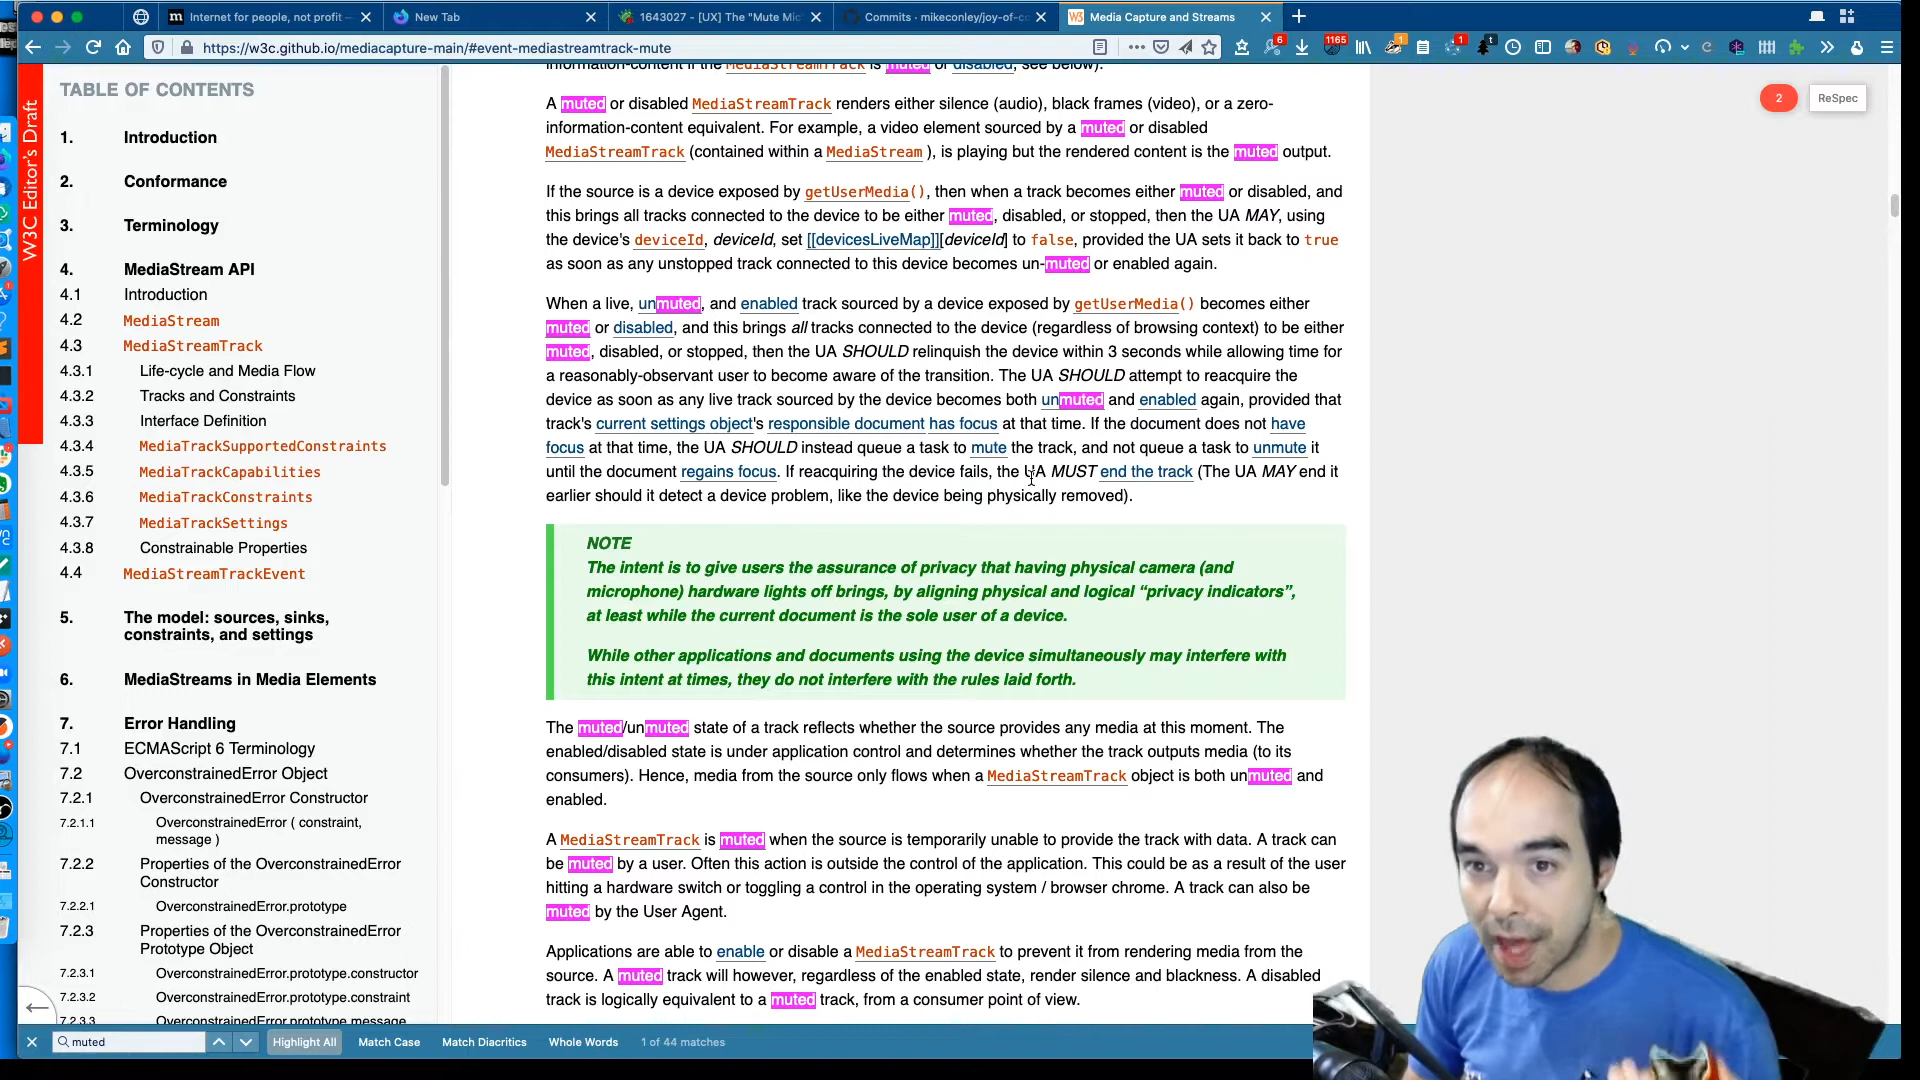 Internet for people, not profit —
New Tab
1643027 - [UX] The "Mute Mic
Commits · mikeconley/joy-of-co
Media Capture and Streams
https://w3c.github.io/mediacapture-main/#event-mediastreamtrack-mute
6
1165
1
1
W3C Editor's Draft
TABLE OF CONTENTS
1. Introduction
2. Conformance
3. Terminology
4. MediaStream API
4.1 Introduction
4.2 MediaStream
4.3 MediaStreamTrack
4.3.1 Life-cycle and Media Flow
4.3.2 Tracks and Constraints
4.3.3 Interface Definition
4.3.4 MediaTrackSupportedConstraints
4.3.5 MediaTrackCapabilities
4.3.6 MediaTrackConstraints
4.3.7 MediaTrackSettings
4.3.8 Constrainable Properties
4.4 MediaStreamTrackEvent
5. The model: sources, sinks,
constraints, and settings
6. MediaStreams in Media Elements
7. Error Handling
7.1 ECMAScript 6 Terminology
7.2 OverconstrainedError Object
7.2.1 OverconstrainedError Constructor
7.2.1.1 OverconstrainedError ( constraint,
message )
7.2.2 Properties of the OverconstrainedError
Constructor
7.2.2.1 OverconstrainedError.prototype
7.2.3 Properties of the OverconstrainedError
Prototype Object
7.2.3.1 OverconstrainedError.prototype.constructor
7.2.3.2 OverconstrainedError.prototype.constraint
7.2.3.3 OverconstrainedError.prototype.message
information-content if the MediaStreamTrack is muted or disabled, see below).
A muted or disabled MediaStreamTrack renders either silence (audio), black frames (video), or a zero-
information-content equivalent. For example, a video element sourced by a muted or disabled
MediaStreamTrack (contained within a MediaStream ), is playing but the rendered content is the muted output.
If the source is a device exposed by getUserMedia(), then when a track becomes either muted or disabled, and
this brings all tracks connected to the device to be either muted, disabled, or stopped, then the UA MAY, using
the device's deviceId, deviceId, set [[devicesLiveMap]][deviceId] to false, provided the UA sets it back to true
as soon as any unstopped track connected to this device becomes un-muted or enabled again.
When a live, unmuted, and enabled track sourced by a device exposed by getUserMedia() becomes either
muted or disabled, and this brings all tracks connected to the device (regardless of browsing context) to be either
muted, disabled, or stopped, then the UA SHOULD relinquish the device within 3 seconds while allowing time for
a reasonably-observant user to become aware of the transition. The UA SHOULD attempt to reacquire the
device as soon as any live track sourced by the device becomes both unmuted and enabled again, provided that
track's current settings object's responsible document has focus at that time. If the document does not have
focus at that time, the UA SHOULD instead queue a task to mute the track, and not queue a task to unmute it
until the document regains focus. If reacquiring the device fails, the UA MUST end the track (The UA MAY end it
earlier should it detect a device problem, like the device being physically removed).
NOTE
The intent is to give users the assurance of privacy that having physical camera (and
microphone) hardware lights off brings, by aligning physical and logical “privacy indicators”,
at least while the current document is the sole user of a device.
While other applications and documents using the device simultaneously may interfere with
this intent at times, they do not interfere with the rules laid forth.
The muted/unmuted state of a track reflects whether the source provides any media at this moment. The
enabled/disabled state is under application control and determines whether the track outputs media (to its
consumers). Hence, media from the source only flows when a MediaStreamTrack object is both unmuted and
enabled.
A MediaStreamTrack is muted when the source is temporarily unable to provide the track with data. A track can
be muted by a user. Often this action is outside the control of the application. This could be as a result of the user
hitting a hardware switch or toggling a control in the operating system / browser chrome. A track can also be
muted by the User Agent.
Applications are able to enable or disable a MediaStreamTrack to prevent it from rendering media from the
source. A muted track will however, regardless of the enabled state, render silence and blackness. A disabled
track is logically equivalent to a muted track, from a consumer point of view.
2
ReSpec
muted
Highlight All
Match Case
Match Diacritics
Whole Words
1 of 44 matches